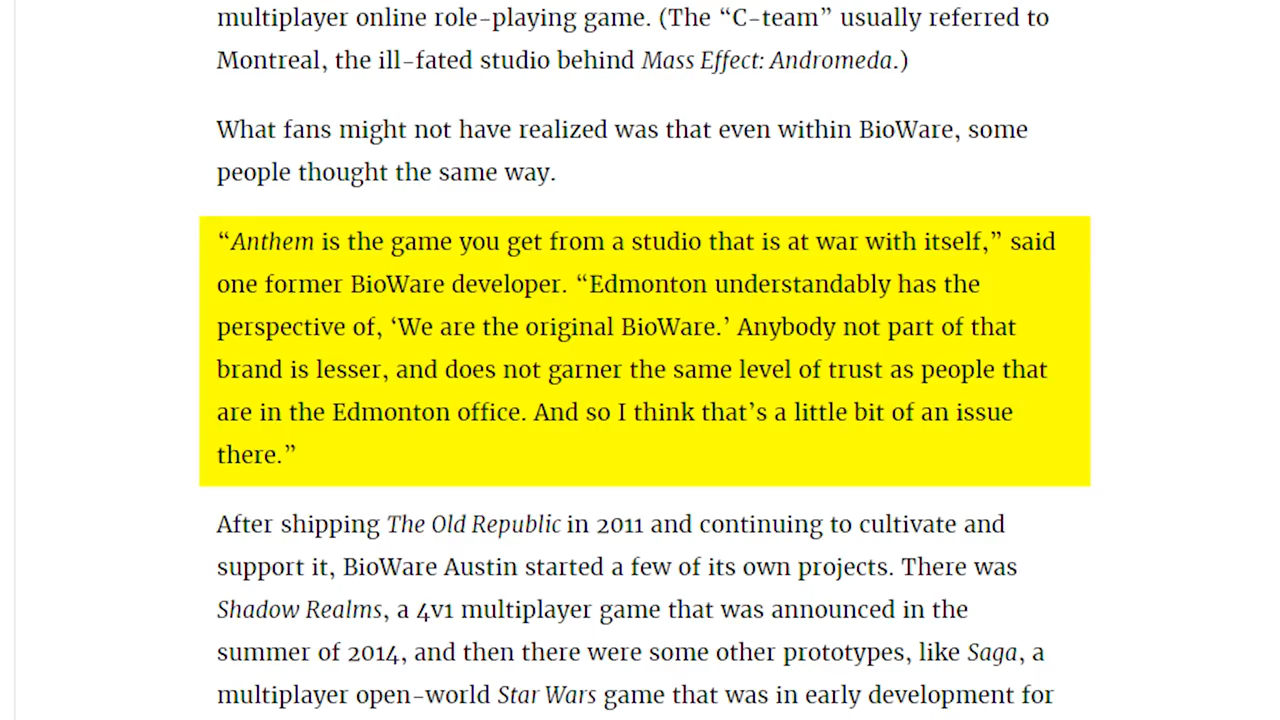 multiplayer online role-playing game. (The “C-team” usually referred to
Montreal, the ill-fated studio behind Mass Effect: Andromeda.)
What fans might not have realized was that even within BioWare, some
people thought the same way.
“Anthem is the game you get from a studio that is at war with itself,” said
one former BioWare developer. “Edmonton understandably has the
perspective of, ‘We are the original BioWare.’ Anybody not part of that
brand is lesser, and does not garner the same level of trust as people that
are in the Edmonton office. And so I think that’s a little bit of an issue
there.”
After shipping The Old Republic in 2011 and continuing to cultivate and
support it, BioWare Austin started a few of its own projects. There was
Shadow Realms, a 4v1 multiplayer game that was announced in the
summer of 2014, and then there were some other prototypes, like Saga, a
multiplayer open-world Star Wars game that was in early development for